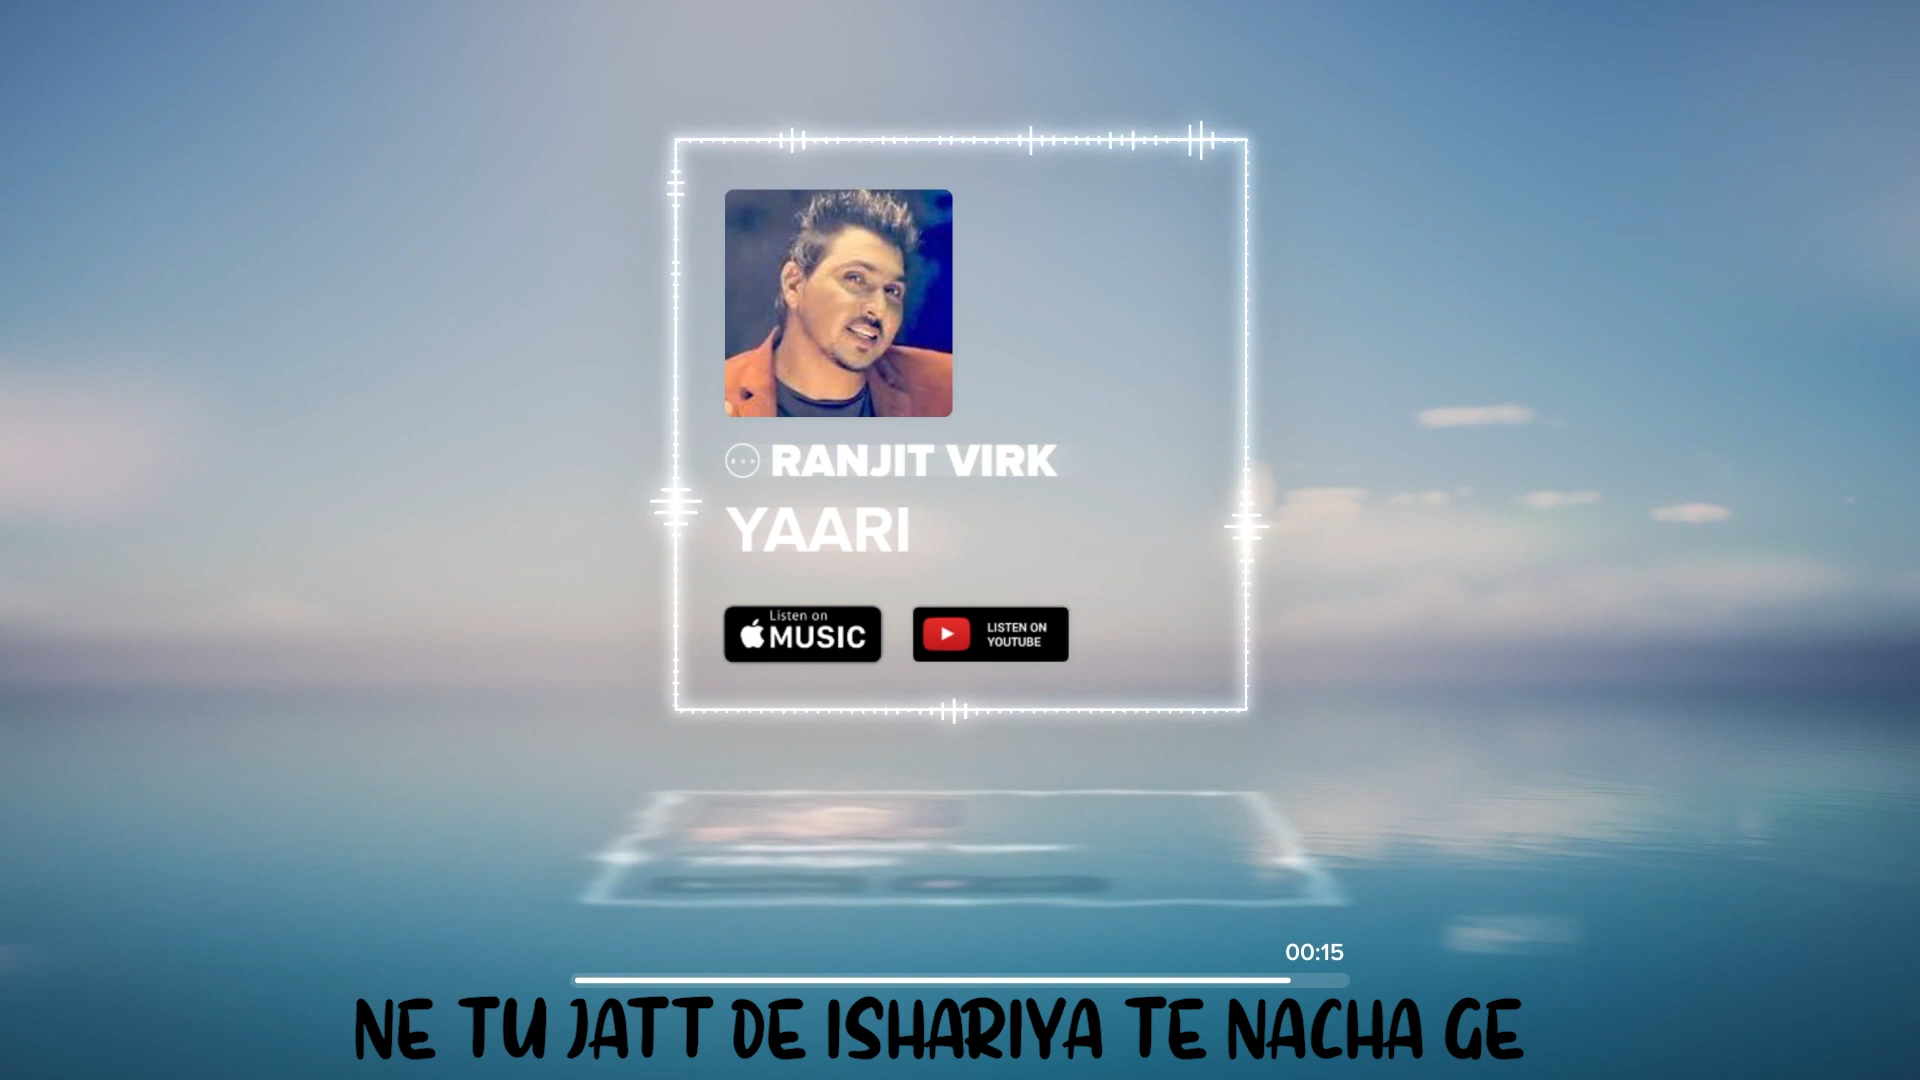 RANJIT VIRK
YAARI
Listen on
MUSIC
LISTEN ON
YOUTUBE
00:15
NE TU JATT DE ISHARIYA TE NACHA GE